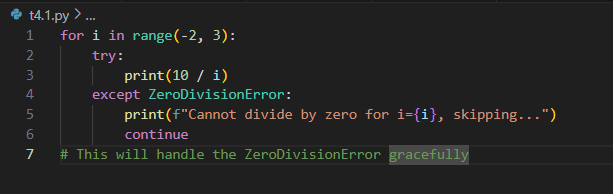 t4.1.py > ...
1 for i in range(-2, 3):
2     try:
3         print(10 / i)
4     except ZeroDivisionError:
5         print(f"Cannot divide by zero for i={i}, skipping...")
6         continue
7 # This will handle the ZeroDivisionError gracefully